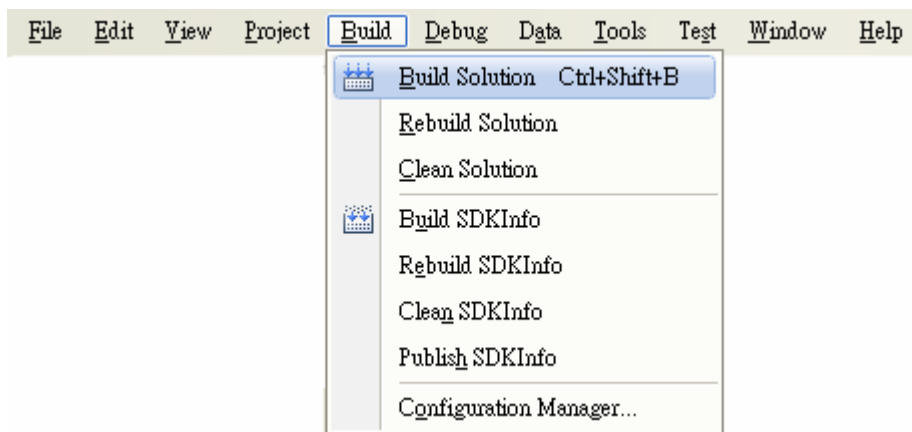 File Edit View Project Build Debug Data Tools Test Window Help
Build Solution Ctrl+Shift+B
Rebuild Solution
Clean Solution
Build SDKInfo
Rebuild SDKInfo
Clean SDKInfo
Publish SDKInfo
Configuration Manager...